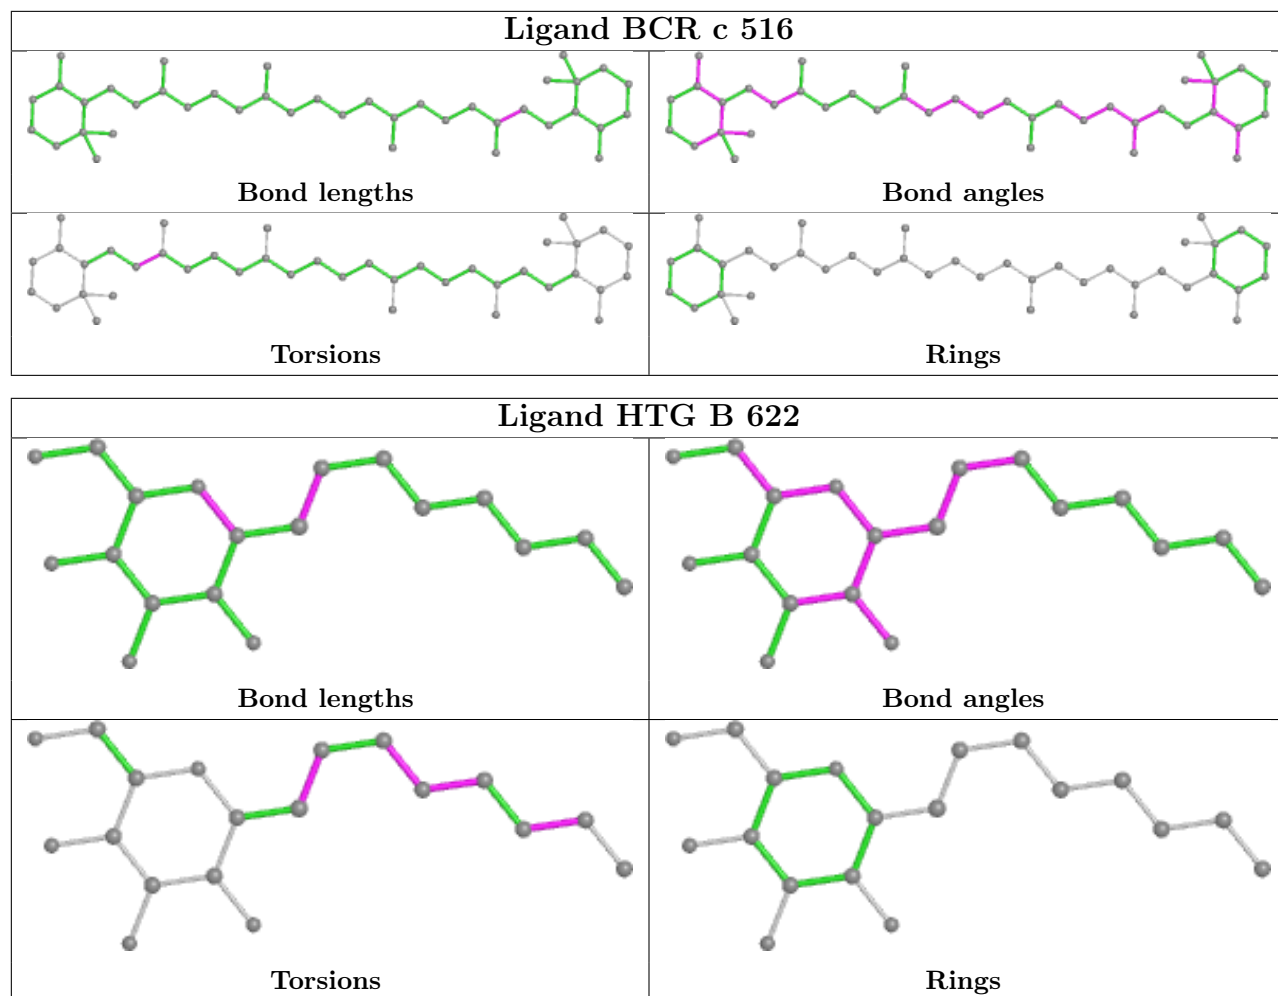 Ligand BCR c 516
Bond lengths
Bond angles
Torsions
Rings
Ligand HTG B 622
Bond lengths
Bond angles
Torsions
Rings